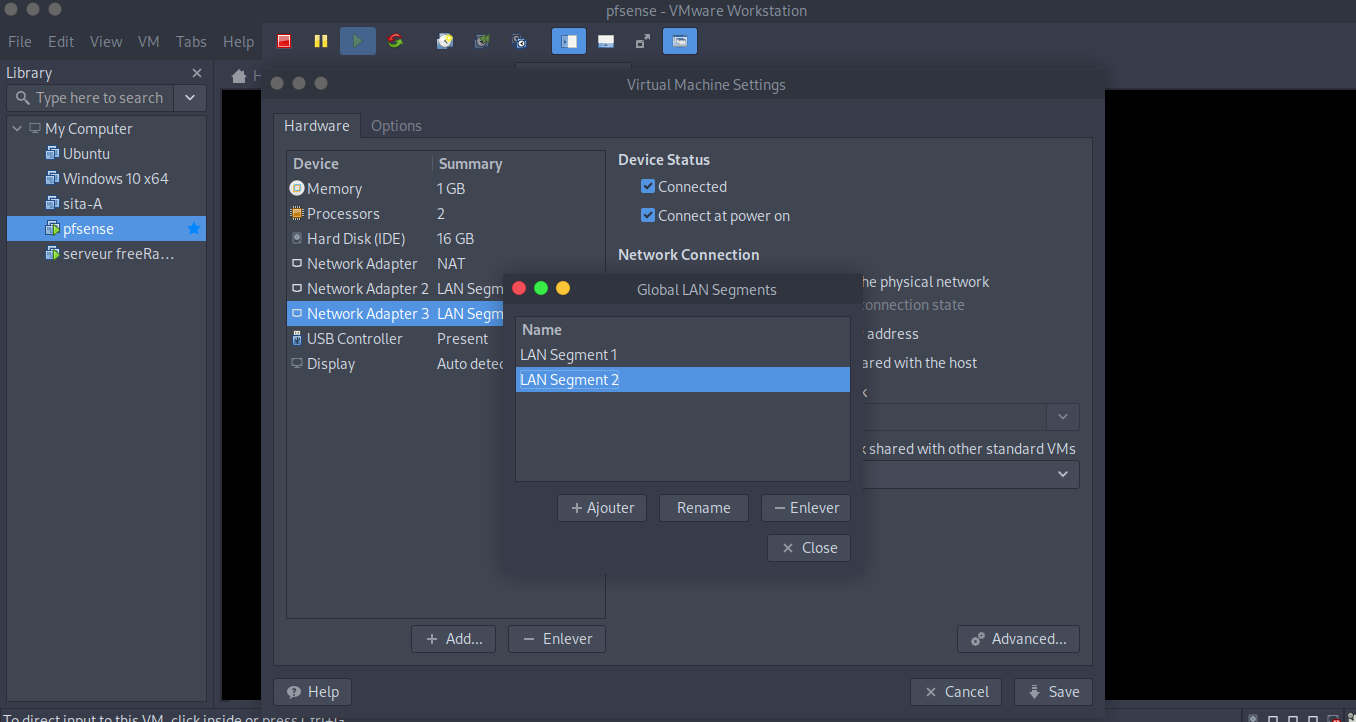 pfsense - VMware Workstation
File Edit View VM Tabs Help
Library
Type here to search
My Computer
Ubuntu
Windows 10 x64
sita-A
pfsense
serveur freeRa...
H
Virtual Machine Settings
Hardware Options
Device Summary
Memory 1 GB
Processors 2
Hard Disk (IDE) 16 GB
Network Adapter NAT
Network Adapter 2 LAN Segm
Network Adapter 3 LAN Segm
USB Controller Present
Display Auto detec
Add... Enlever
Device Status
Connected
Connect at power on
Network Connection
he physical network
connection state
address
ared with the host
k
k shared with other standard VMs
Advanced...
Global LAN Segments
Name
LAN Segment 1
LAN Segment 2
Ajouter Rename Enlever
Close
Help Cancel Save
To direct input to this VM, click inside or press Ctrl+G